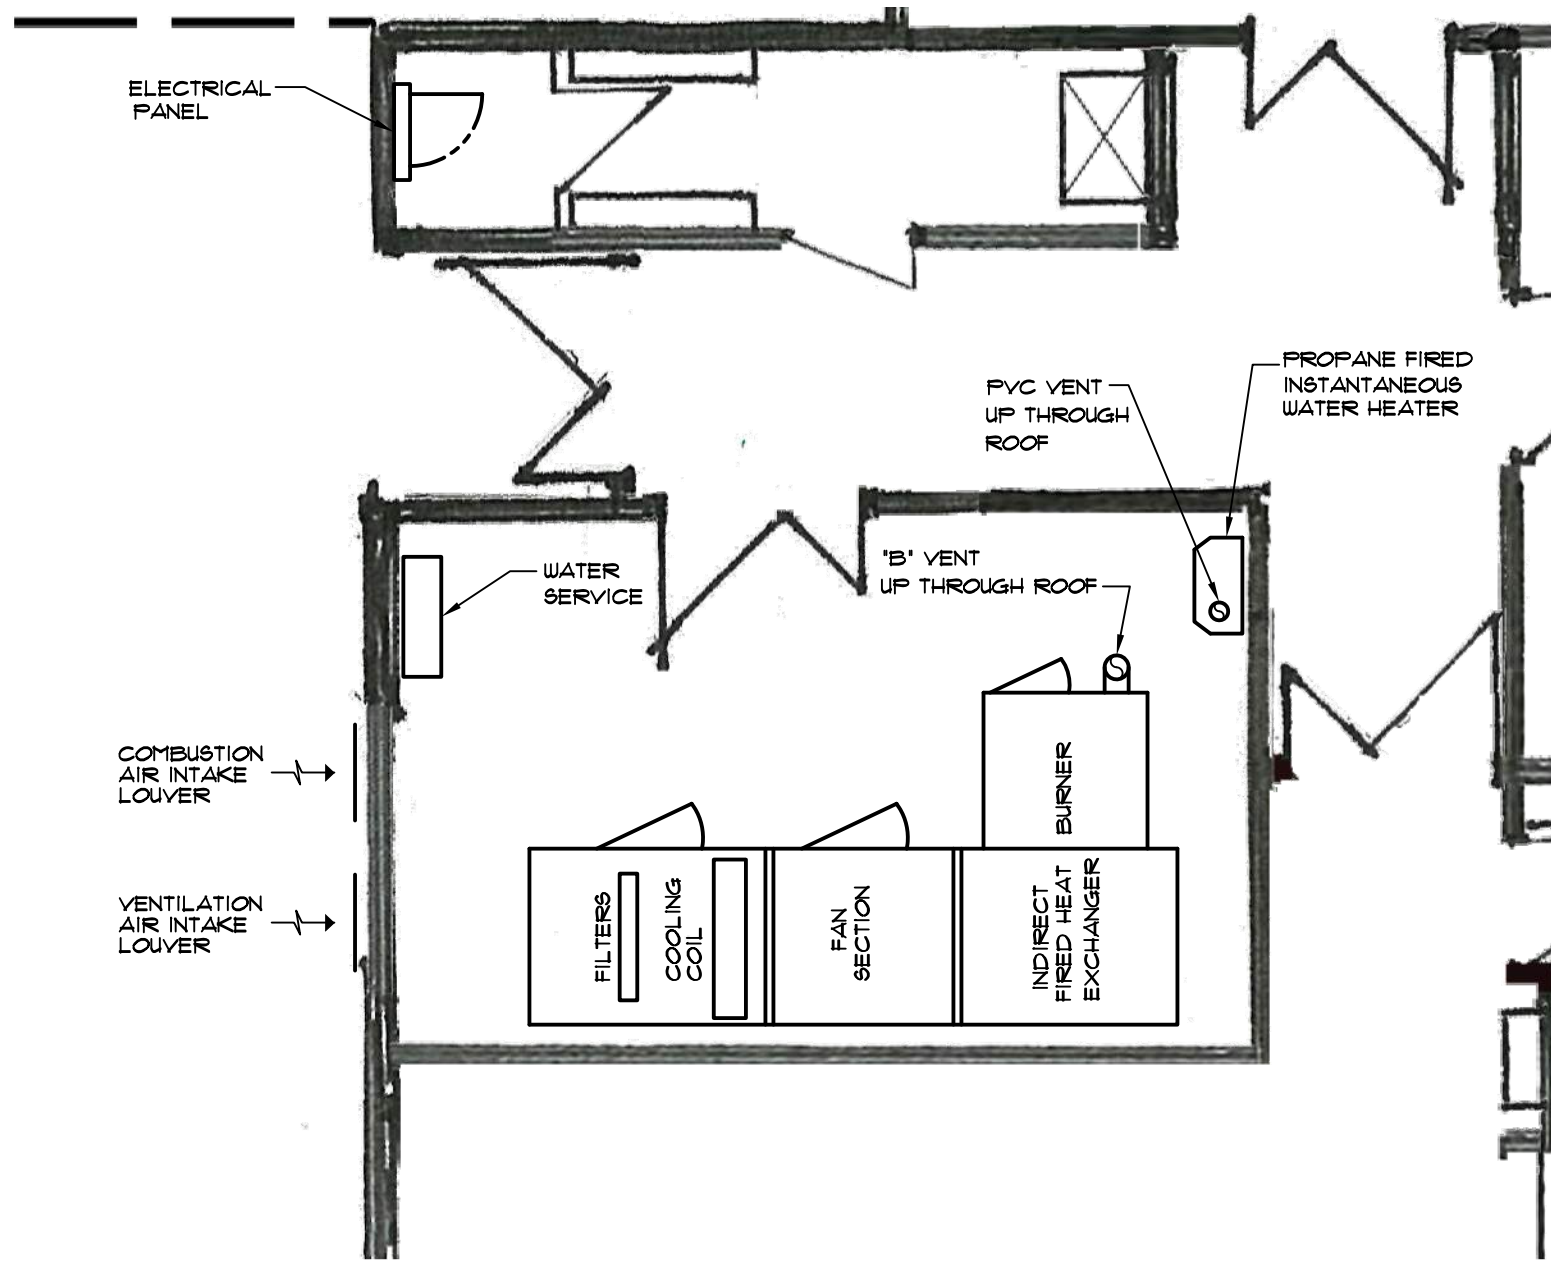 ELECTRICAL
PANEL
PROPANE FIRED
INSTANTANEOUS
WATER HEATER
PVC VENT
UP THROUGH
ROOF
"B" VENT
UP THROUGH ROOF
WATER
SERVICE
COMBUSTION
AIR INTAKE
LOUVER
BURNER
VENTILATION
AIR INTAKE
LOUVER
FILTERS
COOLING
COIL
FAN
SECTION
INDIRECT
FIRED HEAT
EXCHANGER